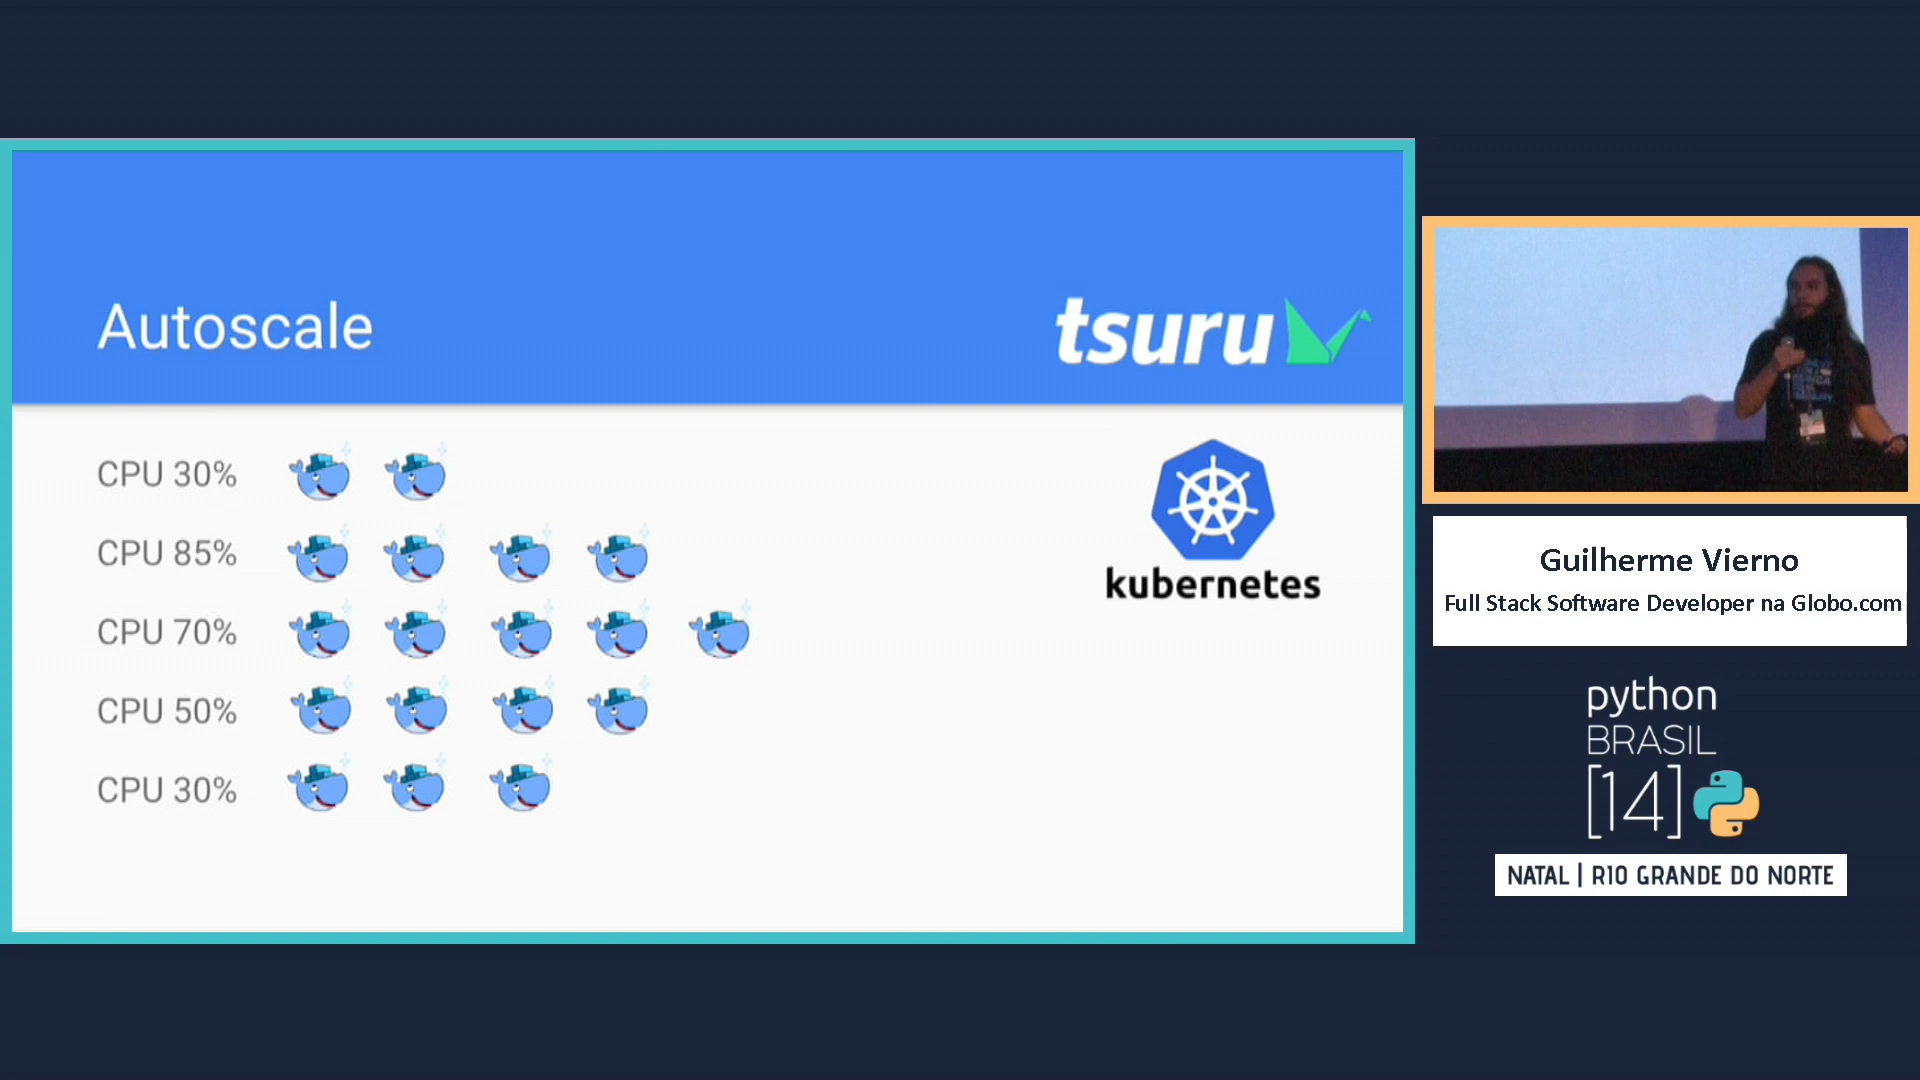 Autoscale
tsuru
CPU 30%
CPU 85%
CPU 70%
CPU 50%
CPU 30%
kubernetes
Guilherme Vierno
Full Stack Software Developer na Globo.com
python
BRASIL
[14]
NATAL | RIO GRANDE DO NORTE